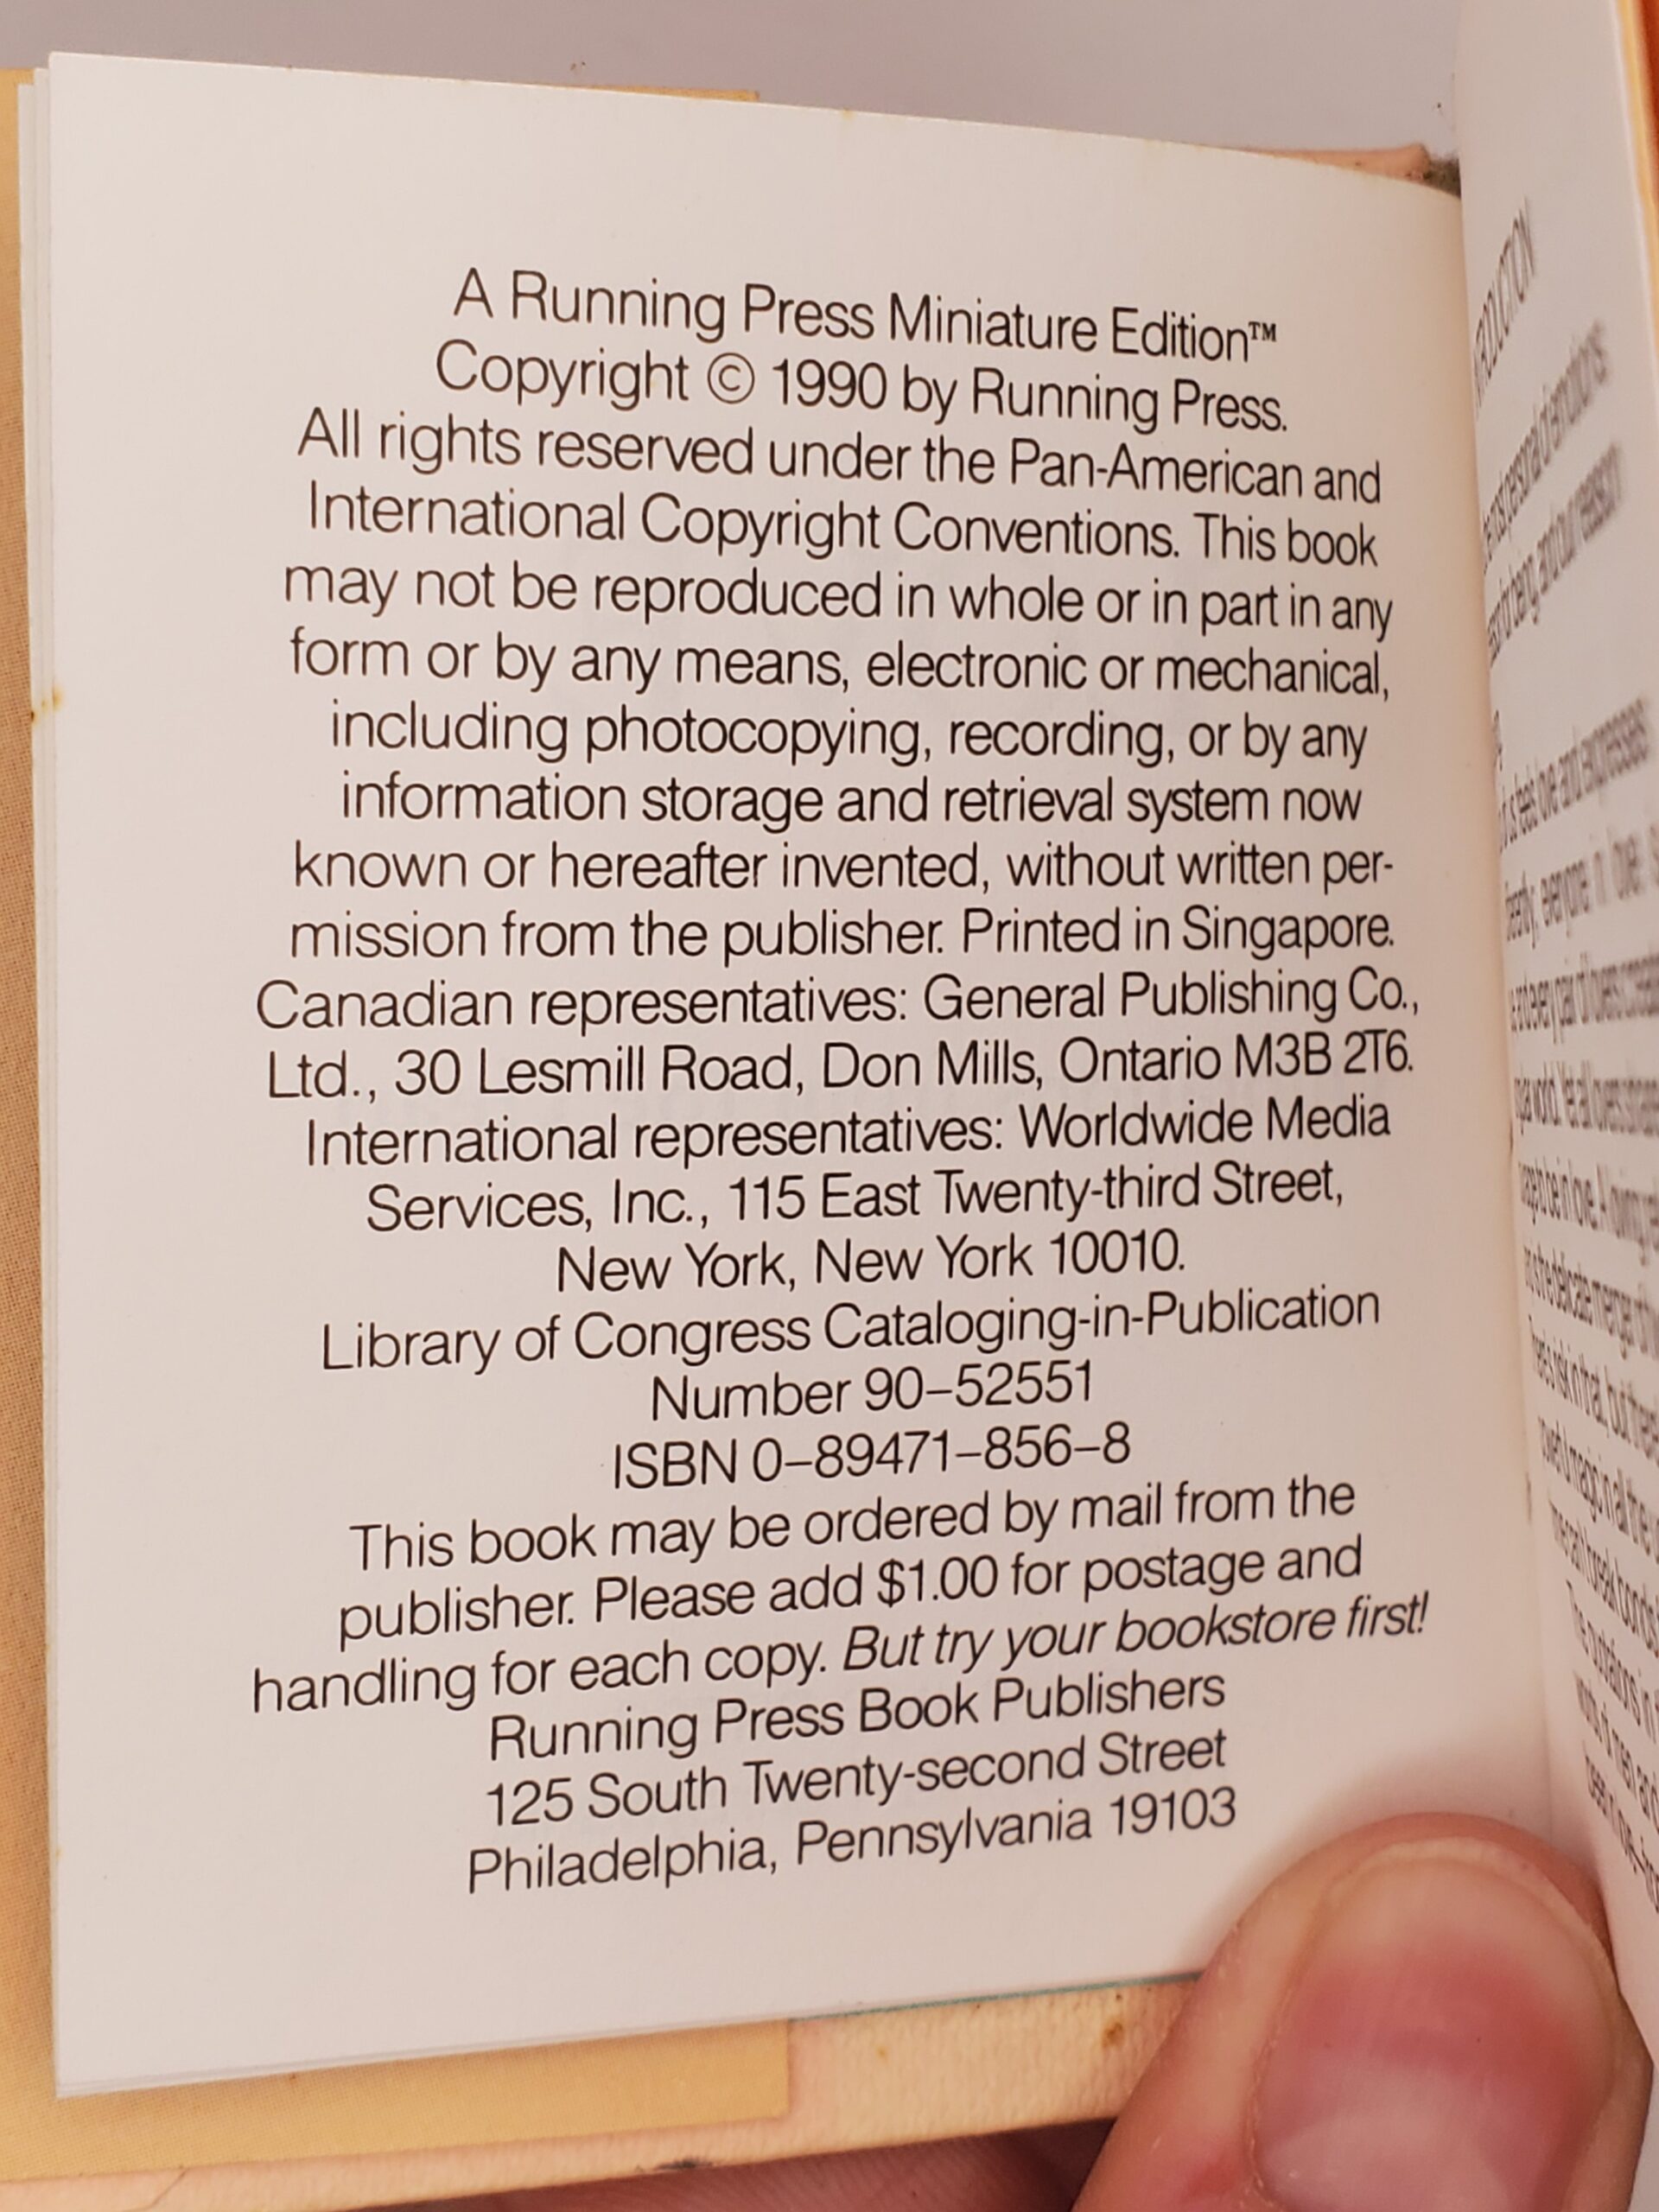 A Running Press Miniature Edition™
Copyright © 1990 by Running Press.
All rights reserved under the Pan-American and
International Copyright Conventions. This book
may not be reproduced in whole or in part in any
form or by any means, electronic or mechanical,
including photocopying, recording, or by any
information storage and retrieval system now
known or hereafter invented, without written per-
mission from the publisher. Printed in Singapore.
Canadian representatives: General Publishing Co.,
Ltd., 30 Lesmill Road, Don Mills, Ontario M3B 2T6.
International representatives: Worldwide Media
Services, Inc., 115 East Twenty-third Street,
New York, New York 10010.
Library of Congress Cataloging-in-Publication
Number 90–52551
ISBN 0–89471–856–8
This book may be ordered by mail from the
publisher. Please add $1.00 for postage and
handling for each copy. But try your bookstore first!
Running Press Book Publishers
125 South Twenty-second Street
Philadelphia, Pennsylvania 19103